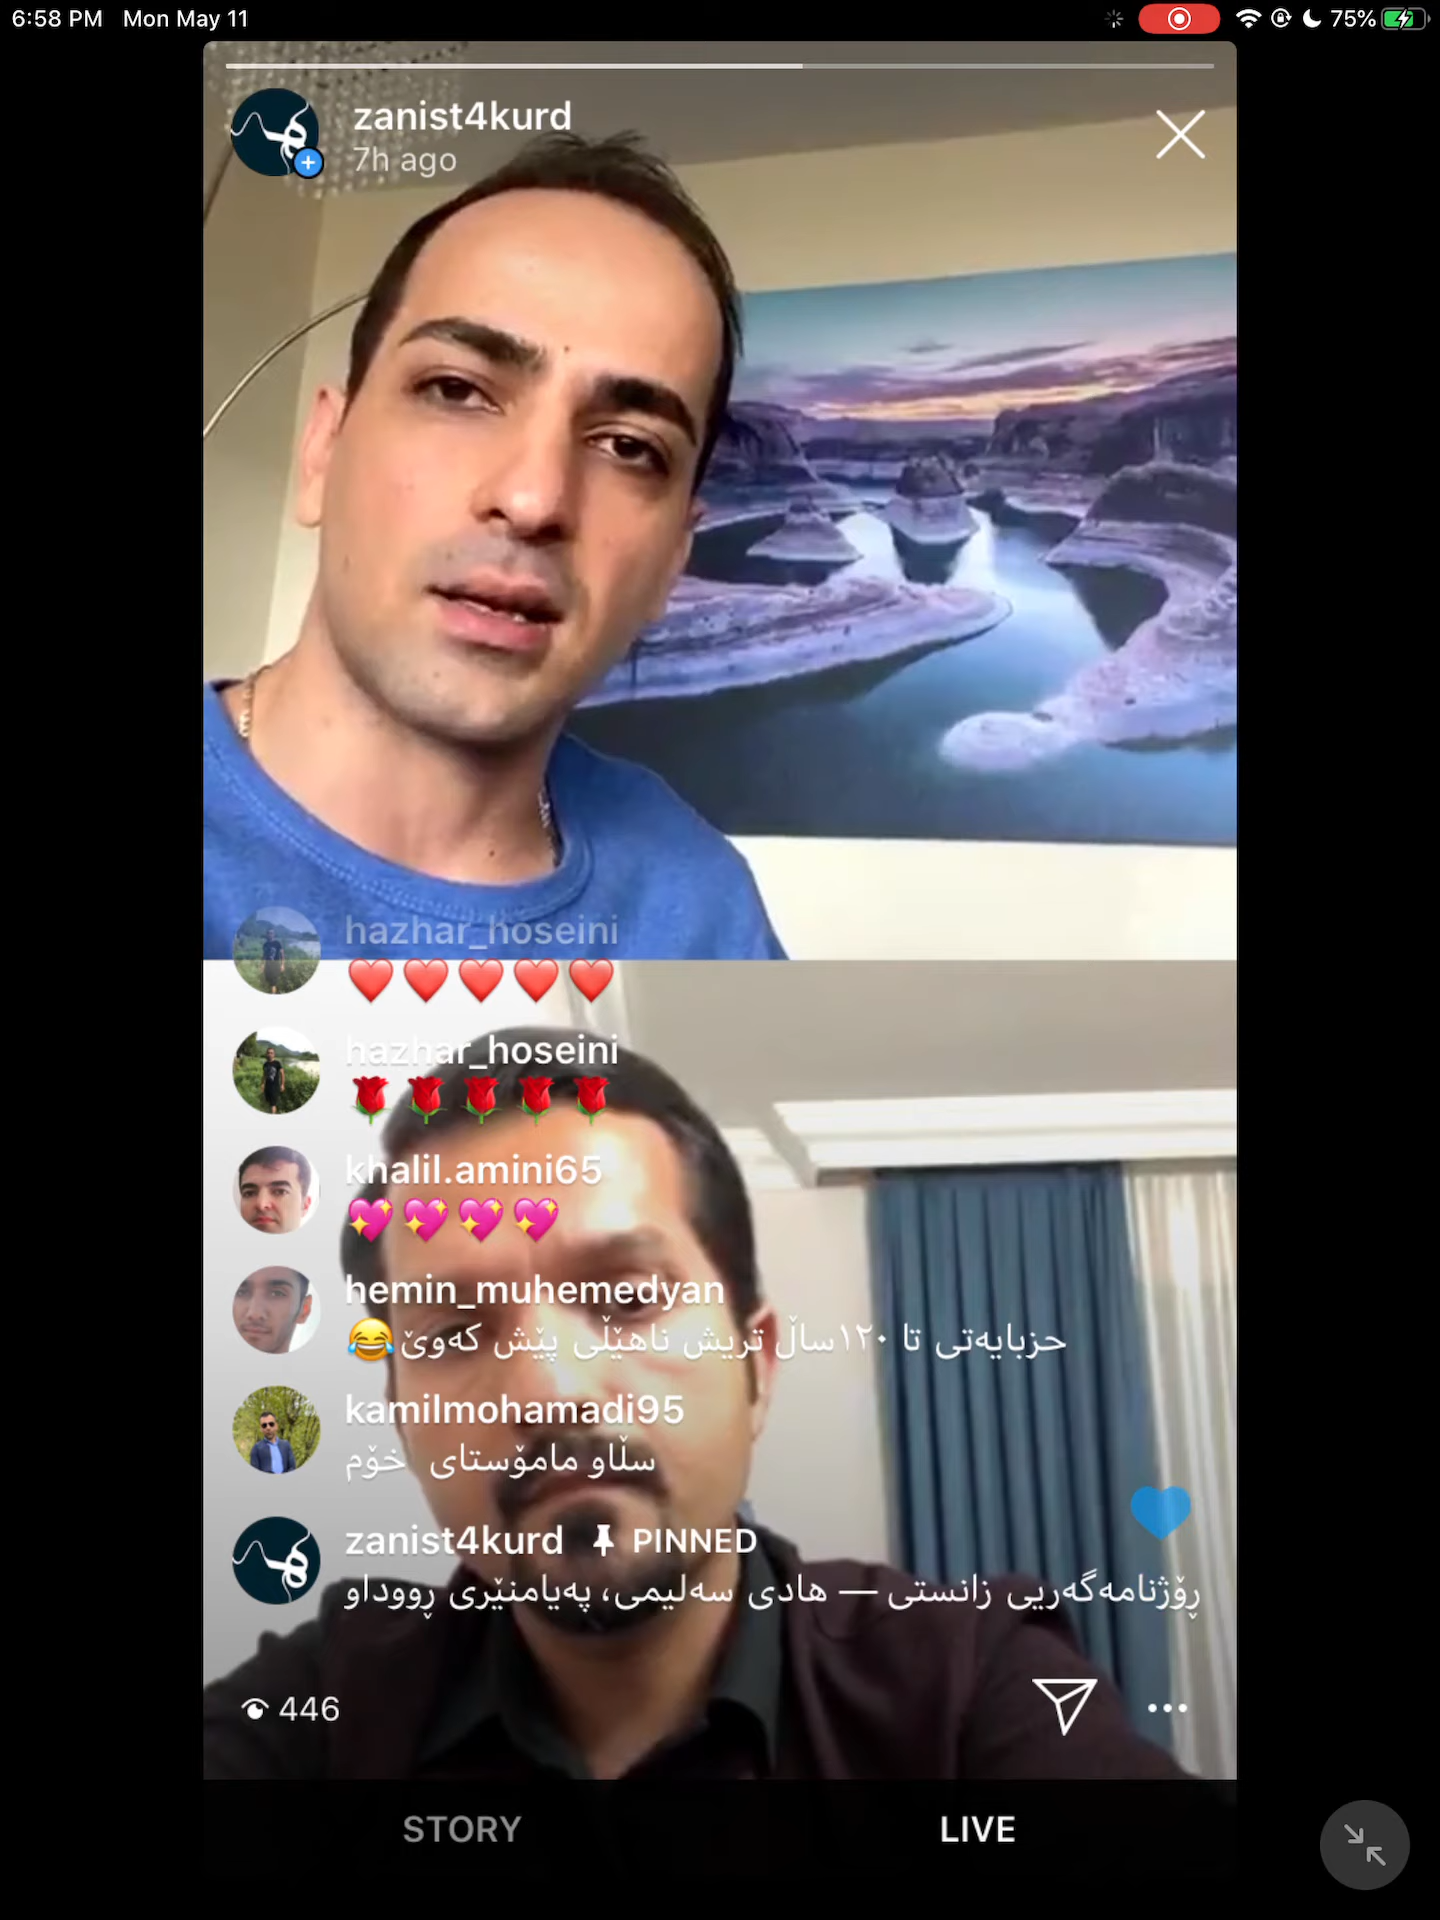 6:58 PM Mon May 11
75%
zanist4kurd
7h ago
hazhar_hoseini
❤️❤️❤️❤️❤️
hazhar_hoseini
🌹🌹🌹🌹🌹
khalil.amini65
💖💖💖💖
hemin_muhemedyan
حزبایەتی تا ١٢٠ساڵ تریش ناهێڵی پێش کەوێ😂
kamilmohamadi95
سڵاو مامۆستای خۆم
zanist4kurd PINNED
ڕۆژنامەگەریی زانستی — هادی سەلیمی، پەیامنێری ڕووداو
446
STORY LIVE